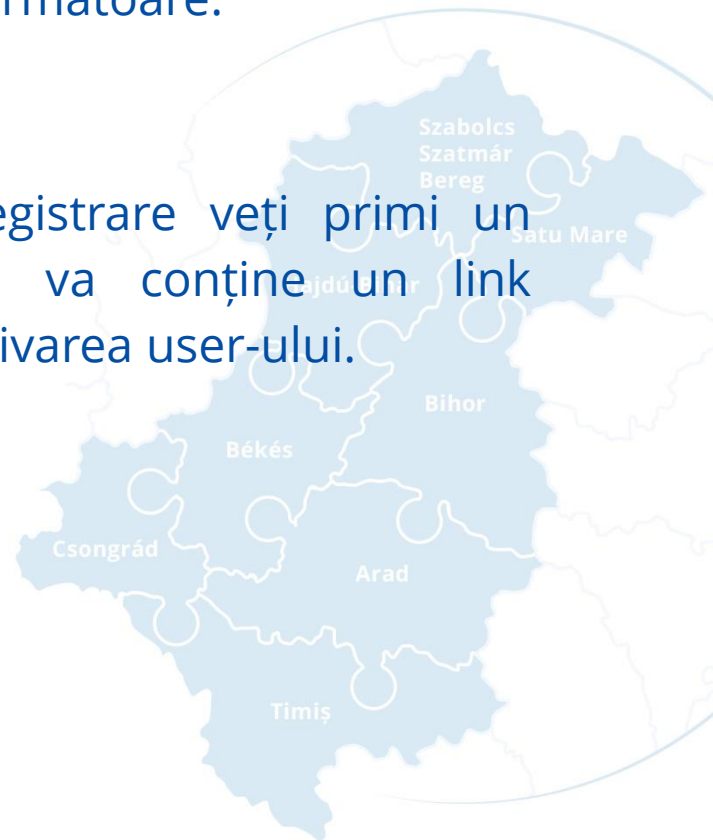 rmătoare:
Szabolcs
Szatmár
Bereg
egistrare veți primi un
Satu Mare
va conține un link
ivarea user-ului.
Bihor
Békés
Csongrád
Arad
Timiș